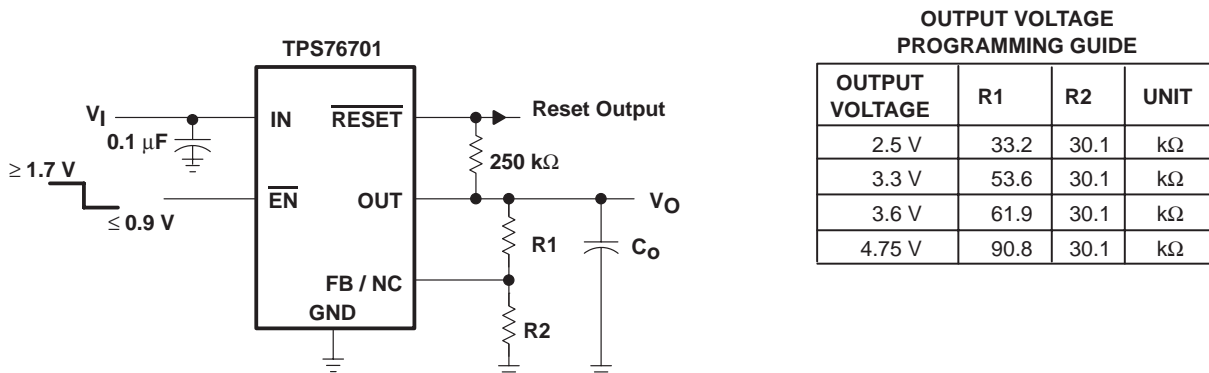 TPS76701
VI
0.1 µF
≥ 1.7 V
≤ 0.9 V
IN
RESET
EN
OUT
FB / NC
GND
Reset Output
250 kΩ
VO
R1
Co
R2
OUTPUT VOLTAGE
PROGRAMMING GUIDE
OUTPUT VOLTAGE R1 R2 UNIT
2.5 V 33.2 30.1 kΩ
3.3 V 53.6 30.1 kΩ
3.6 V 61.9 30.1 kΩ
4.75 V 90.8 30.1 kΩ